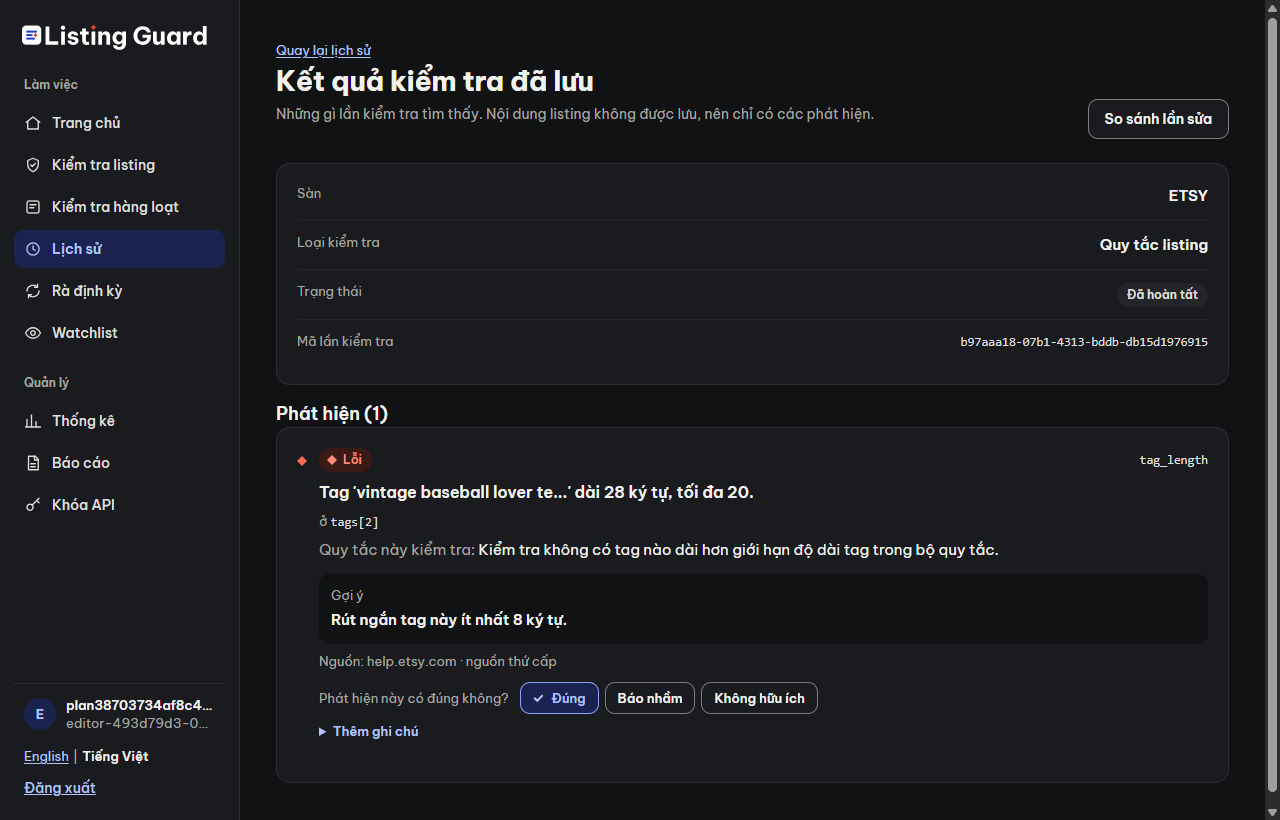 Listing Guard
Làm việc
Trang chủ
Kiểm tra listing
Kiểm tra hàng loạt
Lịch sử
Rà định kỳ
Watchlist
Quản lý
Thống kê
Báo cáo
Khóa API
E
plan38703734af8c4...
editor-493d79d3-0...
English | Tiếng Việt
Đăng xuất
Quay lại lịch sử
Kết quả kiểm tra đã lưu
Những gì lần kiểm tra tìm thấy. Nội dung listing không được lưu, nên chỉ có các phát hiện.
So sánh lần sửa
Sàn ETSY
Loại kiểm tra Quy tắc listing
Trạng thái Đã hoàn tất
Mã lần kiểm tra b97aaa18-07b1-4313-bddb-db15d1976915
Phát hiện (1)
Lỗi tag_length
Tag 'vintage baseball lover te...' dài 28 ký tự, tối đa 20.
ở tags[2]
Quy tắc này kiểm tra: Kiểm tra không có tag nào dài hơn giới hạn độ dài tag trong bộ quy tắc.
Gợi ý
Rút ngắn tag này ít nhất 8 ký tự.
Nguồn: help.etsy.com · nguồn thứ cấp
Phát hiện này có đúng không? Đúng Báo nhầm Không hữu ích
Thêm ghi chú